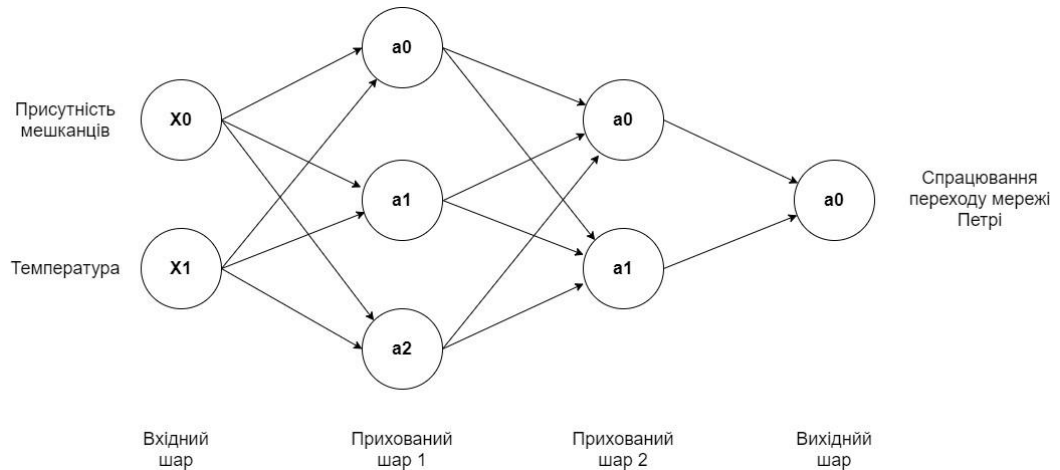 a0
Присутність
мешканців
X0
a0
a1
Спрацювання
переходу мережі
Петрі
a0
Температура
X1
a1
a2
Вхідний
шар
Прихований
шар 1
Прихований
шар 2
Вихіднйй
шар